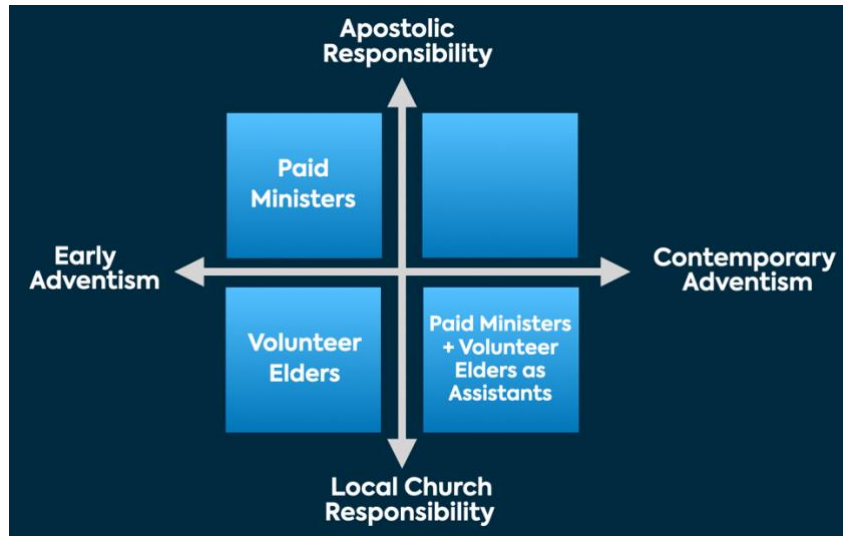 Apostolic
Responsibility
Paid
Ministers
Early
Adventism
Contemporary
Adventism
Volunteer
Elders
Paid Ministers
+ Volunteer
Elders as
Assistants
Local Church
Responsibility